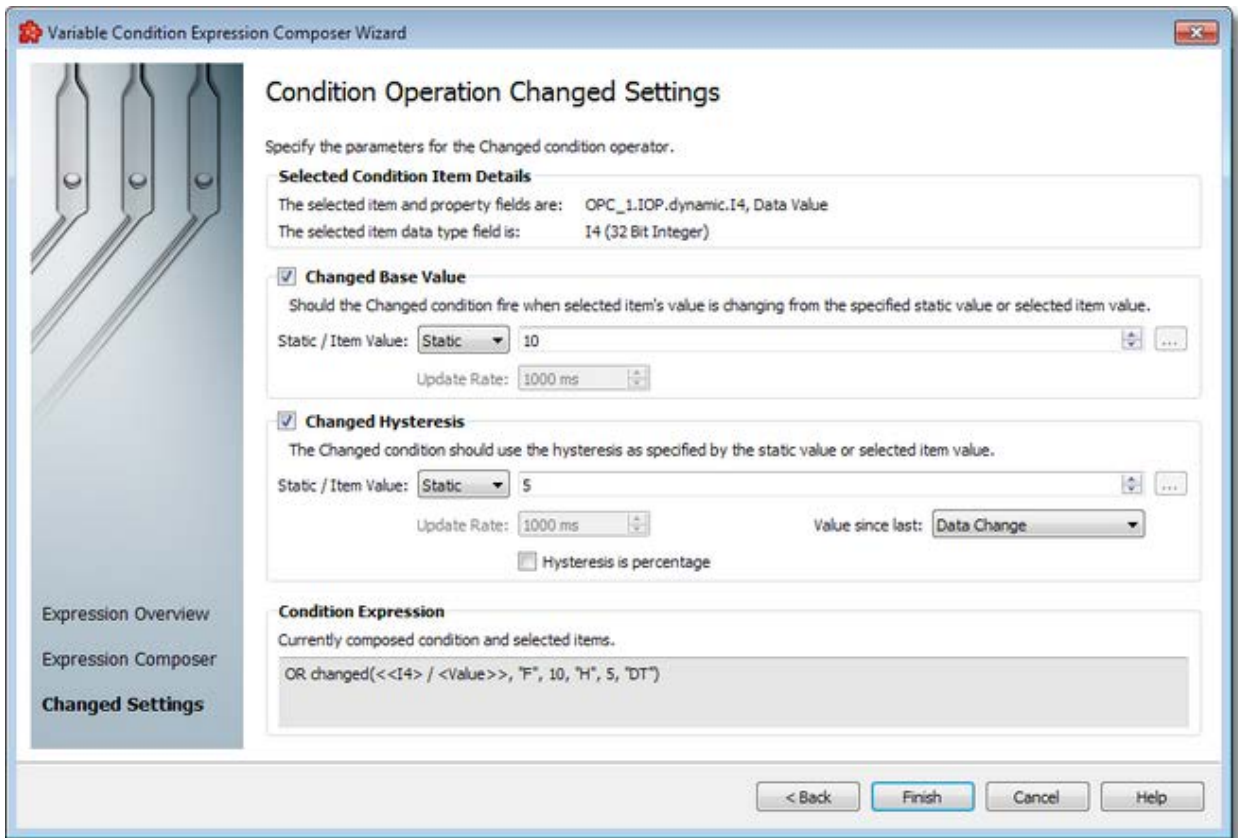 Variable Condition Expression Composer Wizard
Condition Operation Changed Settings
Specify the parameters for the Changed condition operator.
Selected Condition Item Details
The selected item and property fields are: OPC_1.IOP.dynamic.I4, Data Value
The selected item data type field is: I4 (32 Bit Integer)
Changed Base Value
Should the Changed condition fire when selected item's value is changing from the specified static value or selected item value.
Static / Item Value: Static 10 ...
Update Rate: 1000 ms
Changed Hysteresis
The Changed condition should use the hysteresis as specified by the static value or selected item value.
Static / Item Value: Static 5 ...
Update Rate: 1000 ms Value since last: Data Change
Hysteresis is percentage
Condition Expression
Currently composed condition and selected items.
OR changed(<<I4> / <Value>>, "F", 10, "H", 5, "DT")
Expression Overview
Expression Composer
Changed Settings
< Back Finish Cancel Help